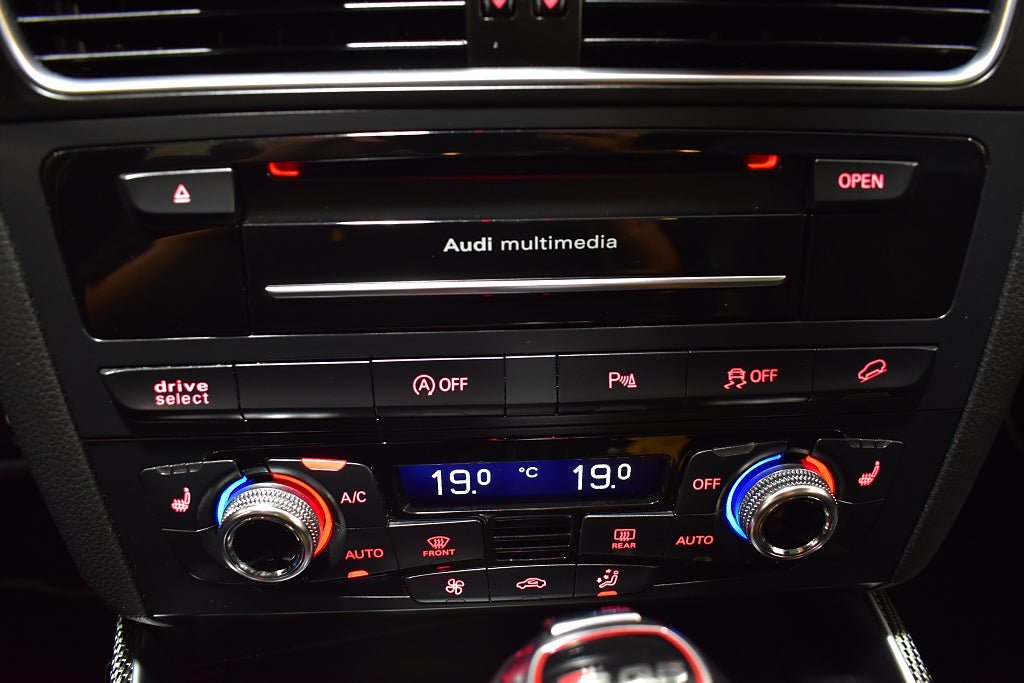 OPEN
Audi multimedia
drive
select
A OFF
P
OFF
19.0 °C 19.0
A/C
OFF
AUTO
FRONT
REAR
AUTO